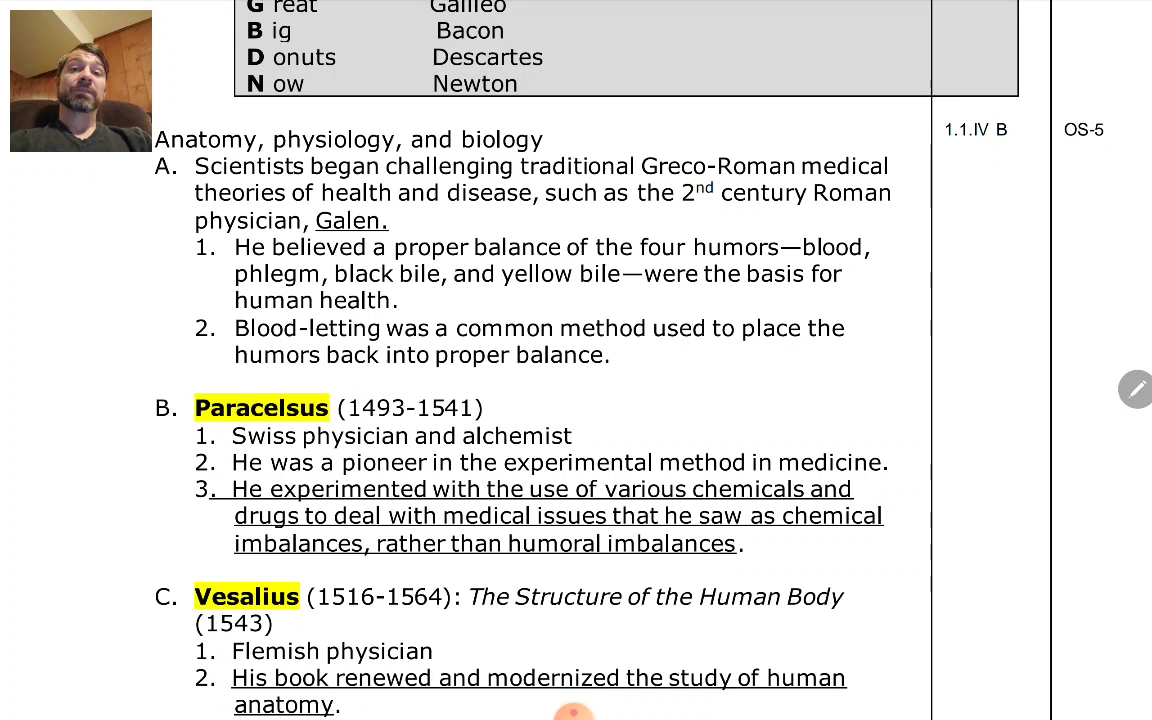 G reat Galileo
B ig Bacon
D onuts Descartes
N ow Newton
1.1.IV B OS-5
Anatomy, physiology, and biology
A. Scientists began challenging traditional Greco-Roman medical
theories of health and disease, such as the 2nd century Roman
physician, Galen.
1. He believed a proper balance of the four humors—blood,
phlegm, black bile, and yellow bile—were the basis for
human health.
2. Blood-letting was a common method used to place the
humors back into proper balance.
B. Paracelsus (1493-1541)
1. Swiss physician and alchemist
2. He was a pioneer in the experimental method in medicine.
3. He experimented with the use of various chemicals and
drugs to deal with medical issues that he saw as chemical
imbalances, rather than humoral imbalances.
C. Vesalius (1516-1564): The Structure of the Human Body
(1543)
1. Flemish physician
2. His book renewed and modernized the study of human
anatomy.